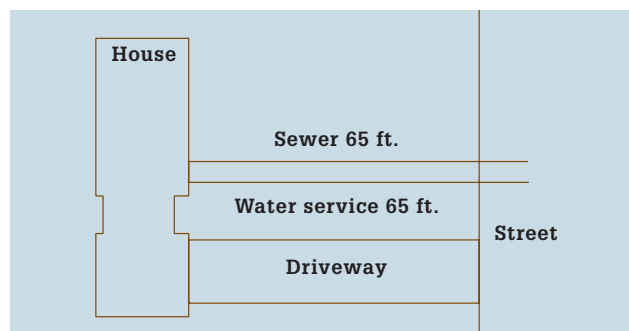 House
Sewer 65 ft.
Water service 65 ft.
Street
Driveway